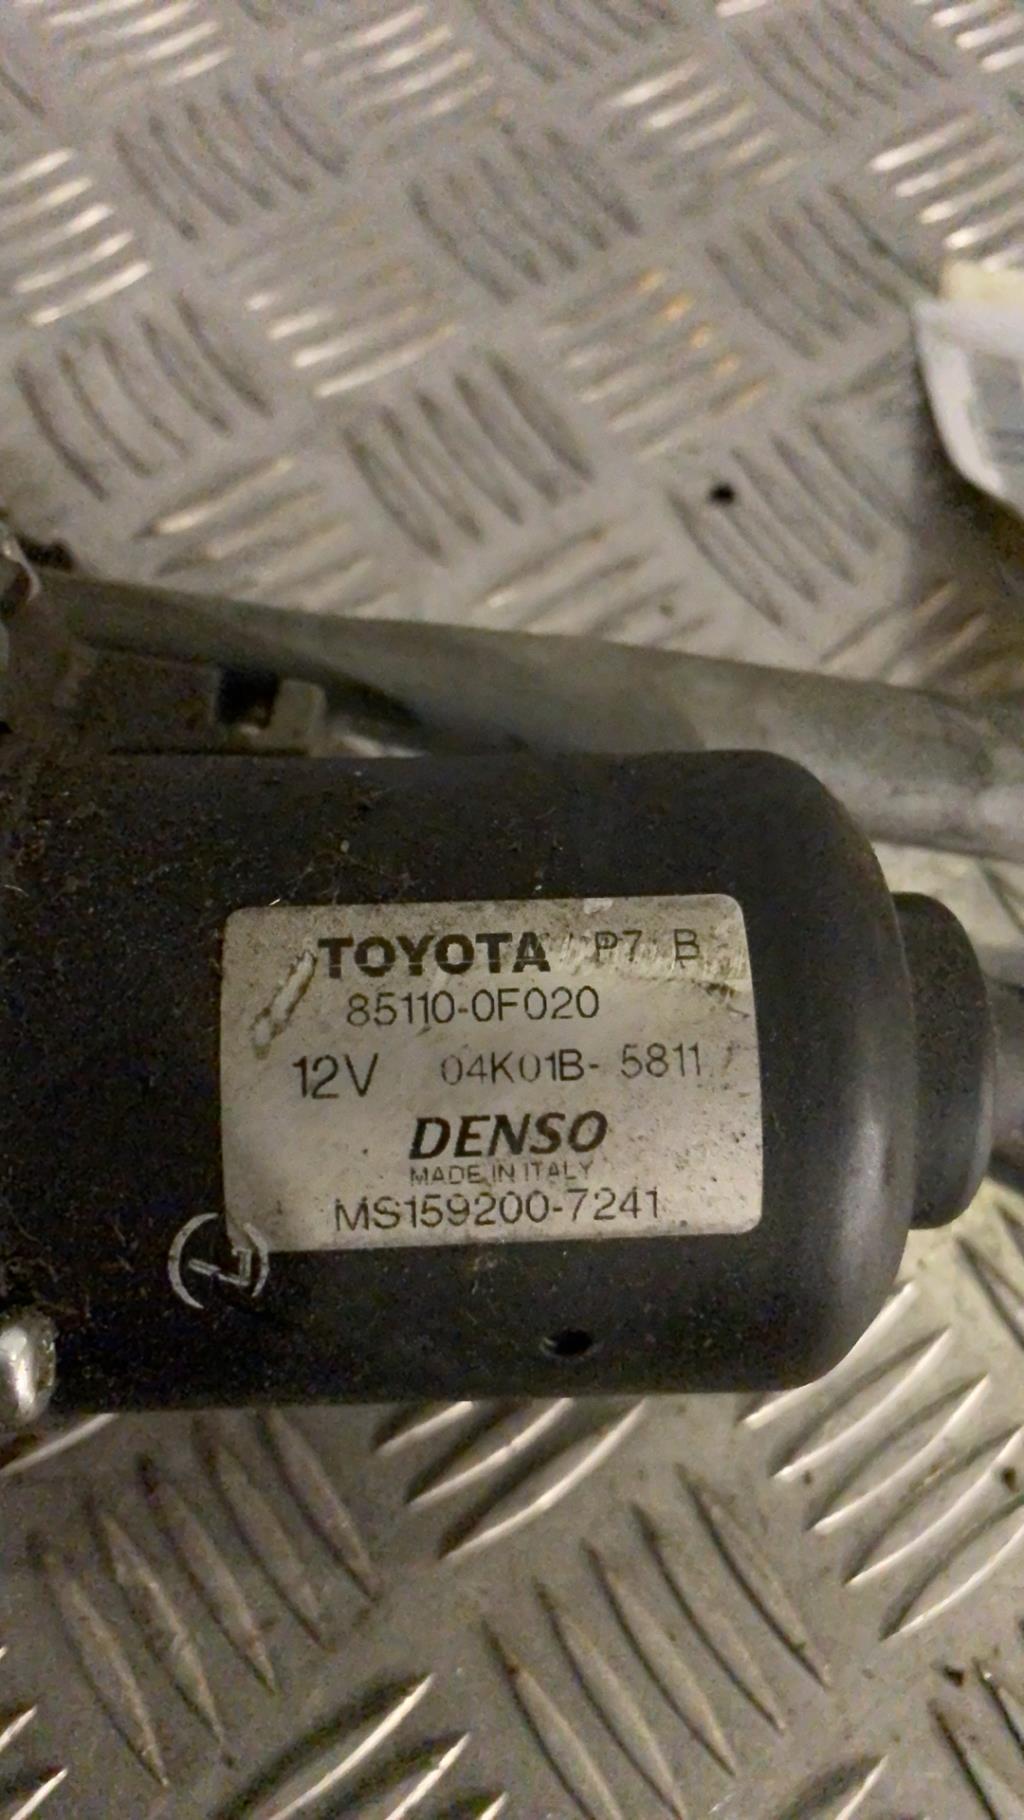 TOYOTA P7 B
85110-0F020
12V 04K01B- 5811
DENSO
MADE IN ITALY
MS159200-7241